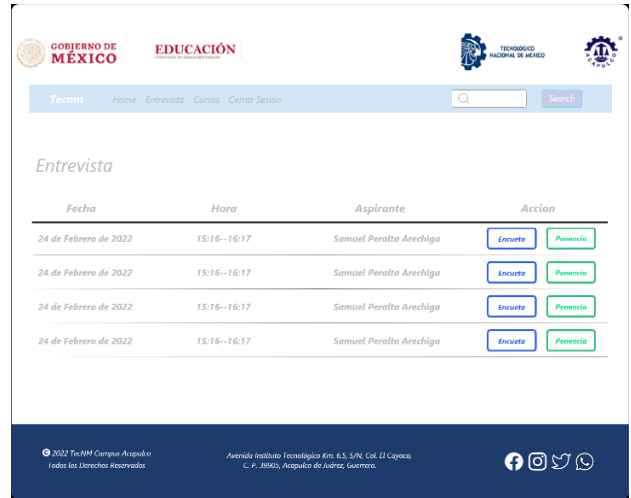 GOBIERNO DE
MÉXICO
EDUCACIÓN
SECRETARÍA DE EDUCACIÓN PÚBLICA
TECNOLÓGICO
NACIONAL DE MÉXICO
ACAPULCO
Tecnm Home Entrevista Cursos Cerrar Sesión Search
Entrevista
Fecha Hora Aspirante Accion
24 de Febrero de 2022 15:16--16:17 Samuel Peralta Arechiga Encueta Ponencia
24 de Febrero de 2022 15:16--16:17 Samuel Peralta Arechiga Encueta Ponencia
24 de Febrero de 2022 15:16--16:17 Samuel Peralta Arechiga Encueta Ponencia
24 de Febrero de 2022 15:16--16:17 Samuel Peralta Arechiga Encueta Ponencia
2022 TecNM Campus Acapulco
Todos los Derechos Reservados
Avenida Instituto Tecnológico Km. 6.5, S/N, Col. El Cayaco,
C. P. 39905, Acapulco de Juárez, Guerrero.